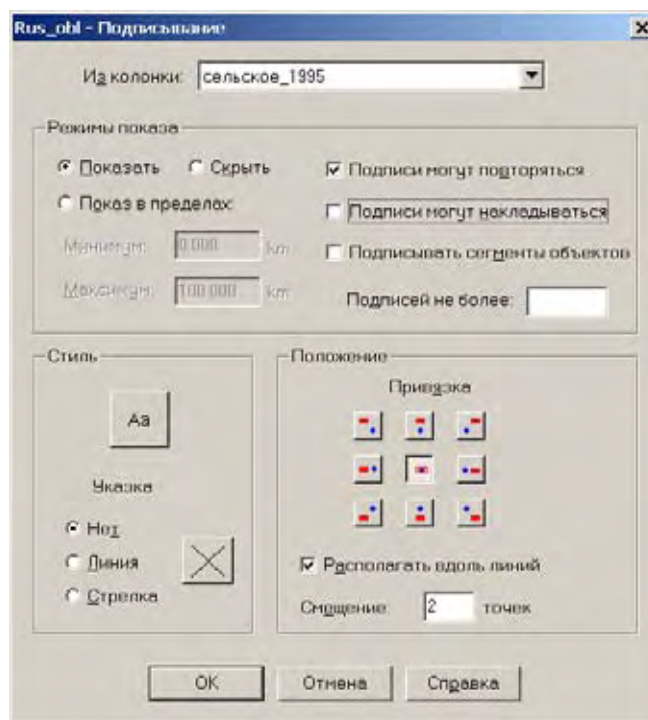 Rus_obl - Подписывание
Из колонки: сельское_1995
Режимы показа
Показать Скрыть
Показ в пределах:
Минимум: 0.000 km
Максимум: 100.000 km
Подписи могут повторяться
Подписи могут накладываться
Подписывать сегменты объектов
Подписей не более:
Стиль
Aa
Указка
Нет
Линия
Стрелка
Положение
Привязка
Располагать вдоль линий
Смещение 2 точек
OK Отмена Справка